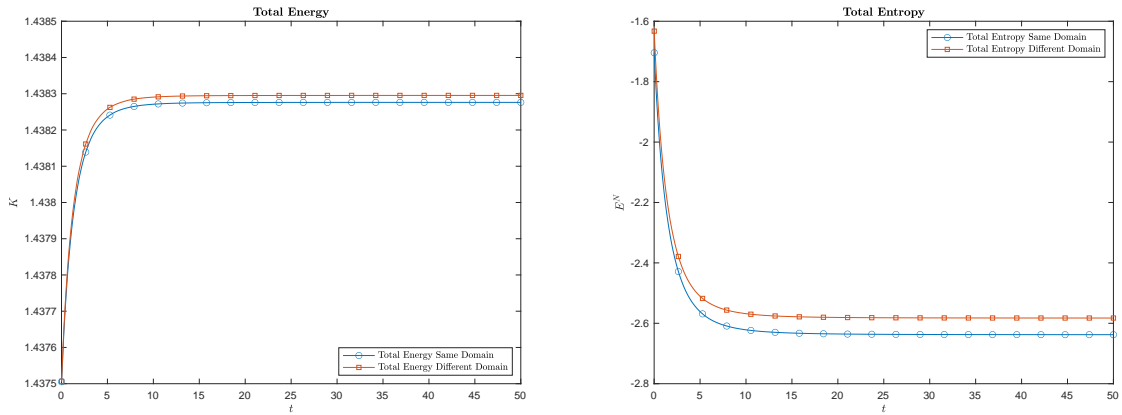 Total Energy
1.4385
1.4384
1.4383
1.4382
1.4381
1.438
1.4379
1.4378
1.4377
1.4376
1.4375
K
0 5 10 15 20 25 30 35 40 45 50
t
Total Energy Same Domain
Total Energy Different Domain
Total Entropy
-1.6
-1.8
-2
-2.2
-2.4
-2.6
-2.8
E^N
0 5 10 15 20 25 30 35 40 45 50
t
Total Entropy Same Domain
Total Entropy Different Domain